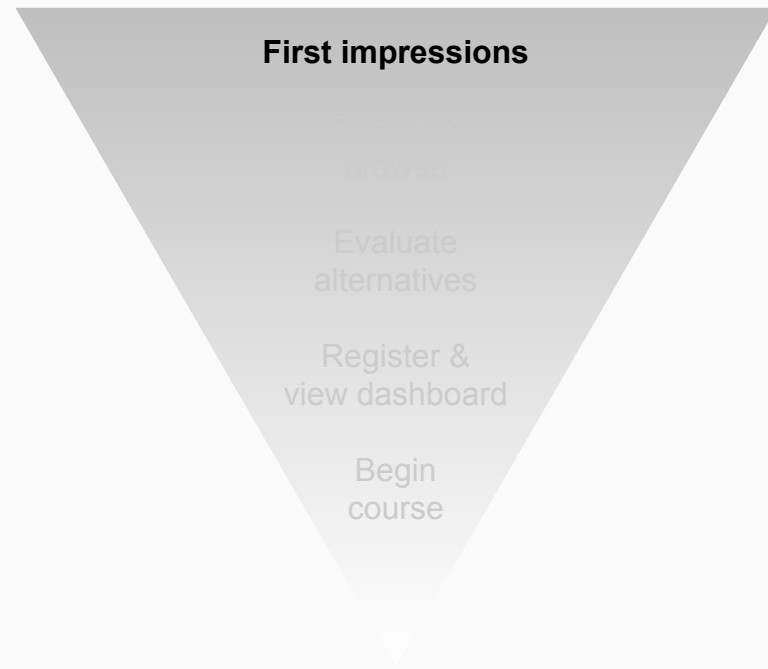 First impressions
browse
Evaluate
alternatives
Register &
view dashboard
Begin
course